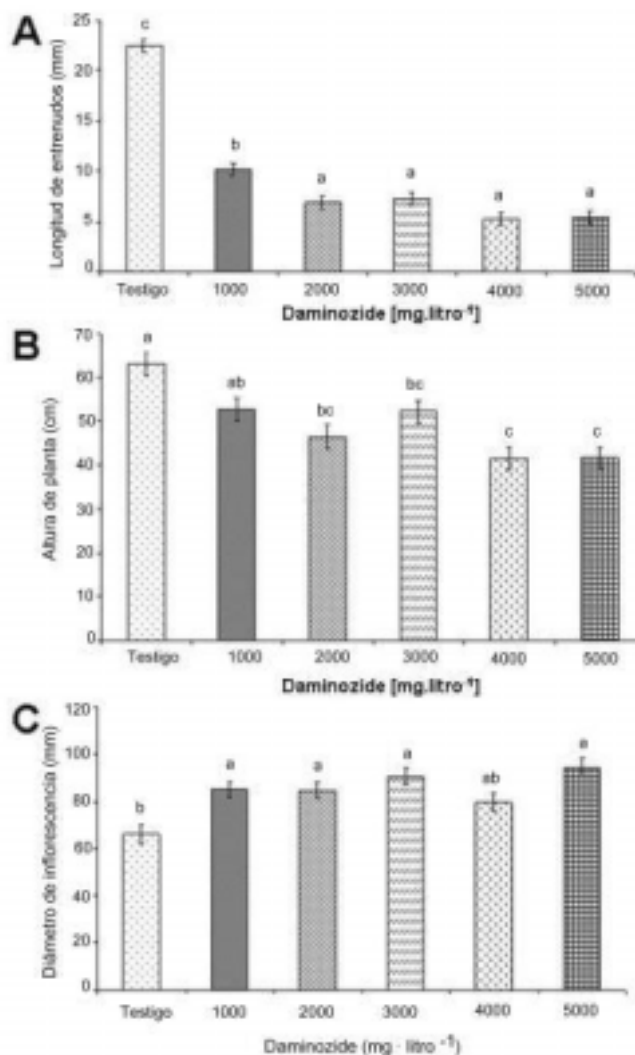 A
Longitud de entrenudos (mm)
25
20
15
10
5
0
c
b
a
a
a
a
Testigo
1000
2000
3000
4000
5000
Daminozide [mg.litro⁻¹]
B
Altura de planta (cm)
70
60
50
40
30
20
10
0
a
ab
bc
bc
c
c
Testigo
1000
2000
3000
4000
5000
Daminozide [mg.litro⁻¹]
C
Diámetro de inflorescencia (mm)
120
100
80
60
40
20
0
b
a
a
a
ab
a
Testigo
1000
2000
3000
4000
5000
Daminozide (mg · litro ⁻¹)